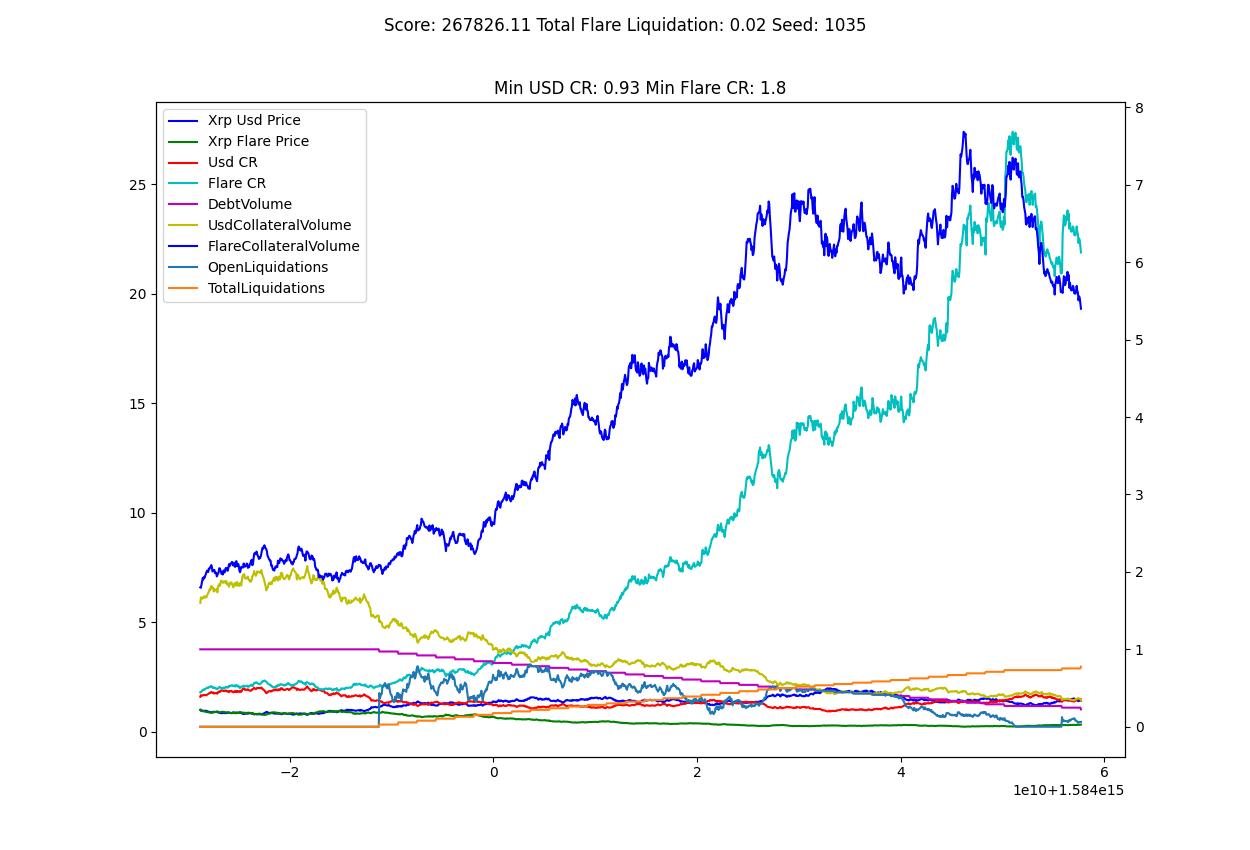 Score: 267826.11 Total Flare Liquidation: 0.02 Seed: 1035
Min USD CR: 0.93 Min Flare CR: 1.8
Xrp Usd Price
Xrp Flare Price
Usd CR
Flare CR
DebtVolume
UsdCollateralVolume
FlareCollateralVolume
OpenLiquidations
TotalLiquidations
25
20
15
10
5
0
8
7
6
5
4
3
2
1
0
−2 0 2 4 6
1e10+1.584e15